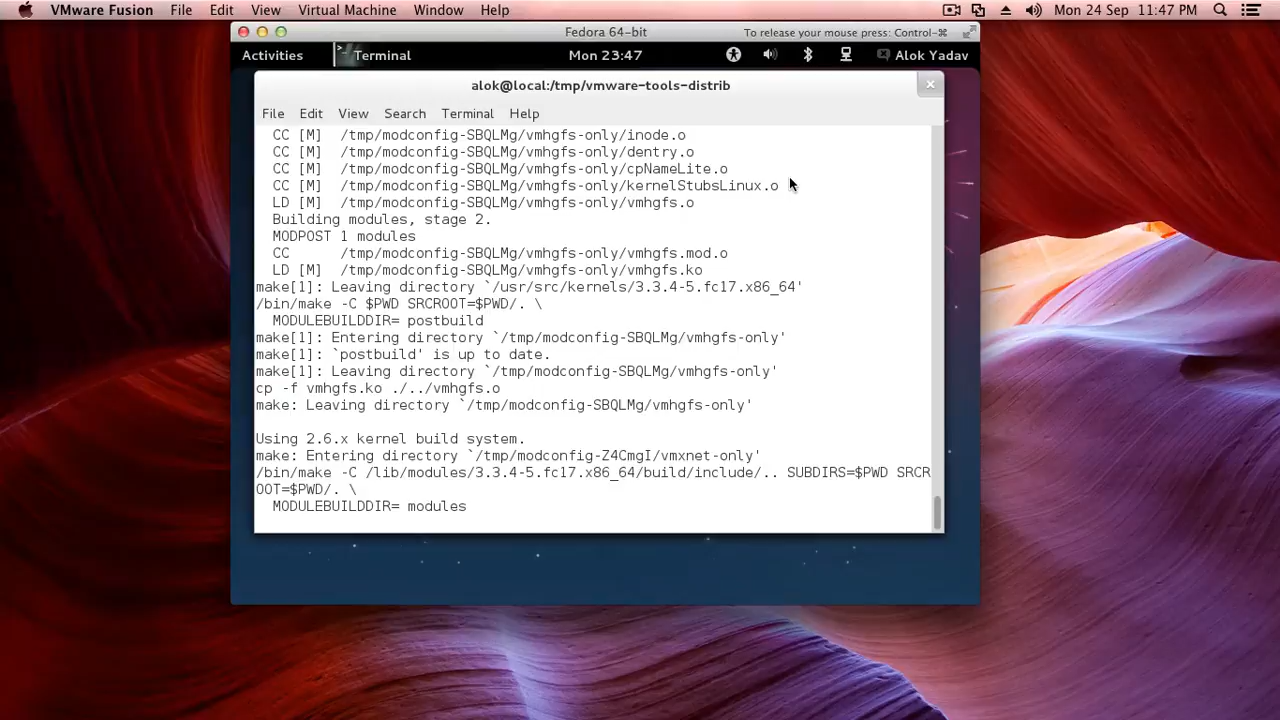 VMware Fusion File Edit View Virtual Machine Window Help Mon 24 Sep 11:47 PM
Fedora 64-bit To release your mouse press: Control-⌘
Activities Terminal Mon 23:47 Alok Yadav
alok@local:/tmp/vmware-tools-distrib
File Edit View Search Terminal Help
CC [M] /tmp/modconfig-SBQLMg/vmhgfs-only/inode.o
CC [M] /tmp/modconfig-SBQLMg/vmhgfs-only/dentry.o
CC [M] /tmp/modconfig-SBQLMg/vmhgfs-only/cpNameLite.o
CC [M] /tmp/modconfig-SBQLMg/vmhgfs-only/kernelStubsLinux.o
LD [M] /tmp/modconfig-SBQLMg/vmhgfs-only/vmhgfs.o
Building modules, stage 2.
MODPOST 1 modules
CC /tmp/modconfig-SBQLMg/vmhgfs-only/vmhgfs.mod.o
LD [M] /tmp/modconfig-SBQLMg/vmhgfs-only/vmhgfs.ko
make[1]: Leaving directory `/usr/src/kernels/3.3.4-5.fc17.x86_64'
/bin/make -C $PWD SRCROOT=$PWD/. \
MODULEBUILDDIR= postbuild
make[1]: Entering directory `/tmp/modconfig-SBQLMg/vmhgfs-only'
make[1]: `postbuild' is up to date.
make[1]: Leaving directory `/tmp/modconfig-SBQLMg/vmhgfs-only'
cp -f vmhgfs.ko ./../vmhgfs.o
make: Leaving directory `/tmp/modconfig-SBQLMg/vmhgfs-only'
Using 2.6.x kernel build system.
make: Entering directory `/tmp/modconfig-Z4CmgI/vmxnet-only'
/bin/make -C /lib/modules/3.3.4-5.fc17.x86_64/build/include/.. SUBDIRS=$PWD SRCR
OOT=$PWD/. \
MODULEBUILDDIR= modules